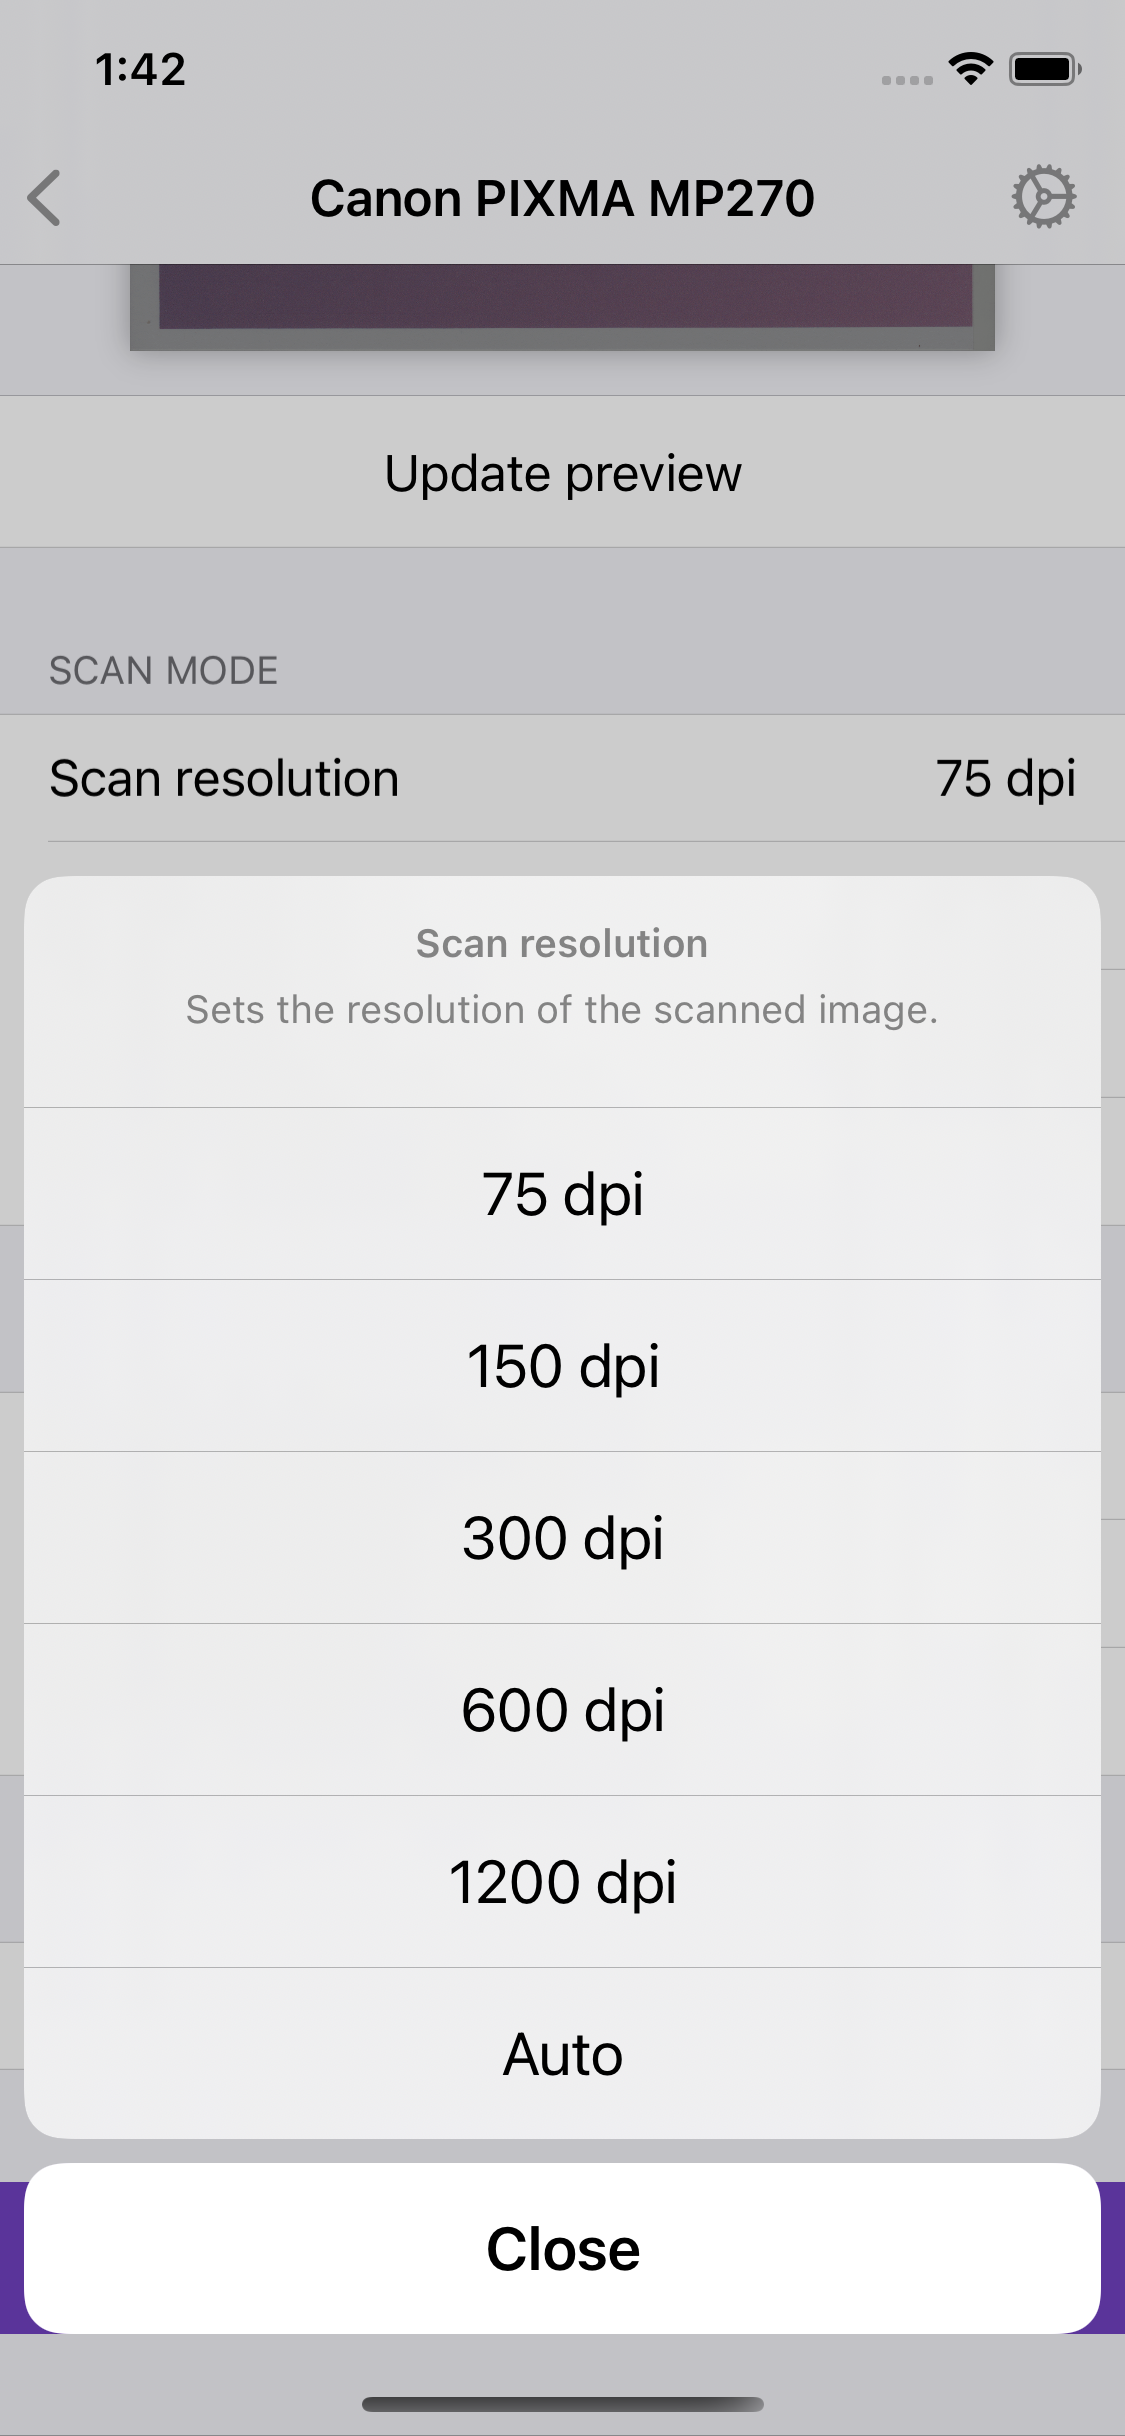 1:42
Canon PIXMA MP270
Update preview
SCAN MODE
Scan resolution 75 dpi
Scan resolution
Sets the resolution of the scanned image.
75 dpi
150 dpi
300 dpi
600 dpi
1200 dpi
Auto
Close